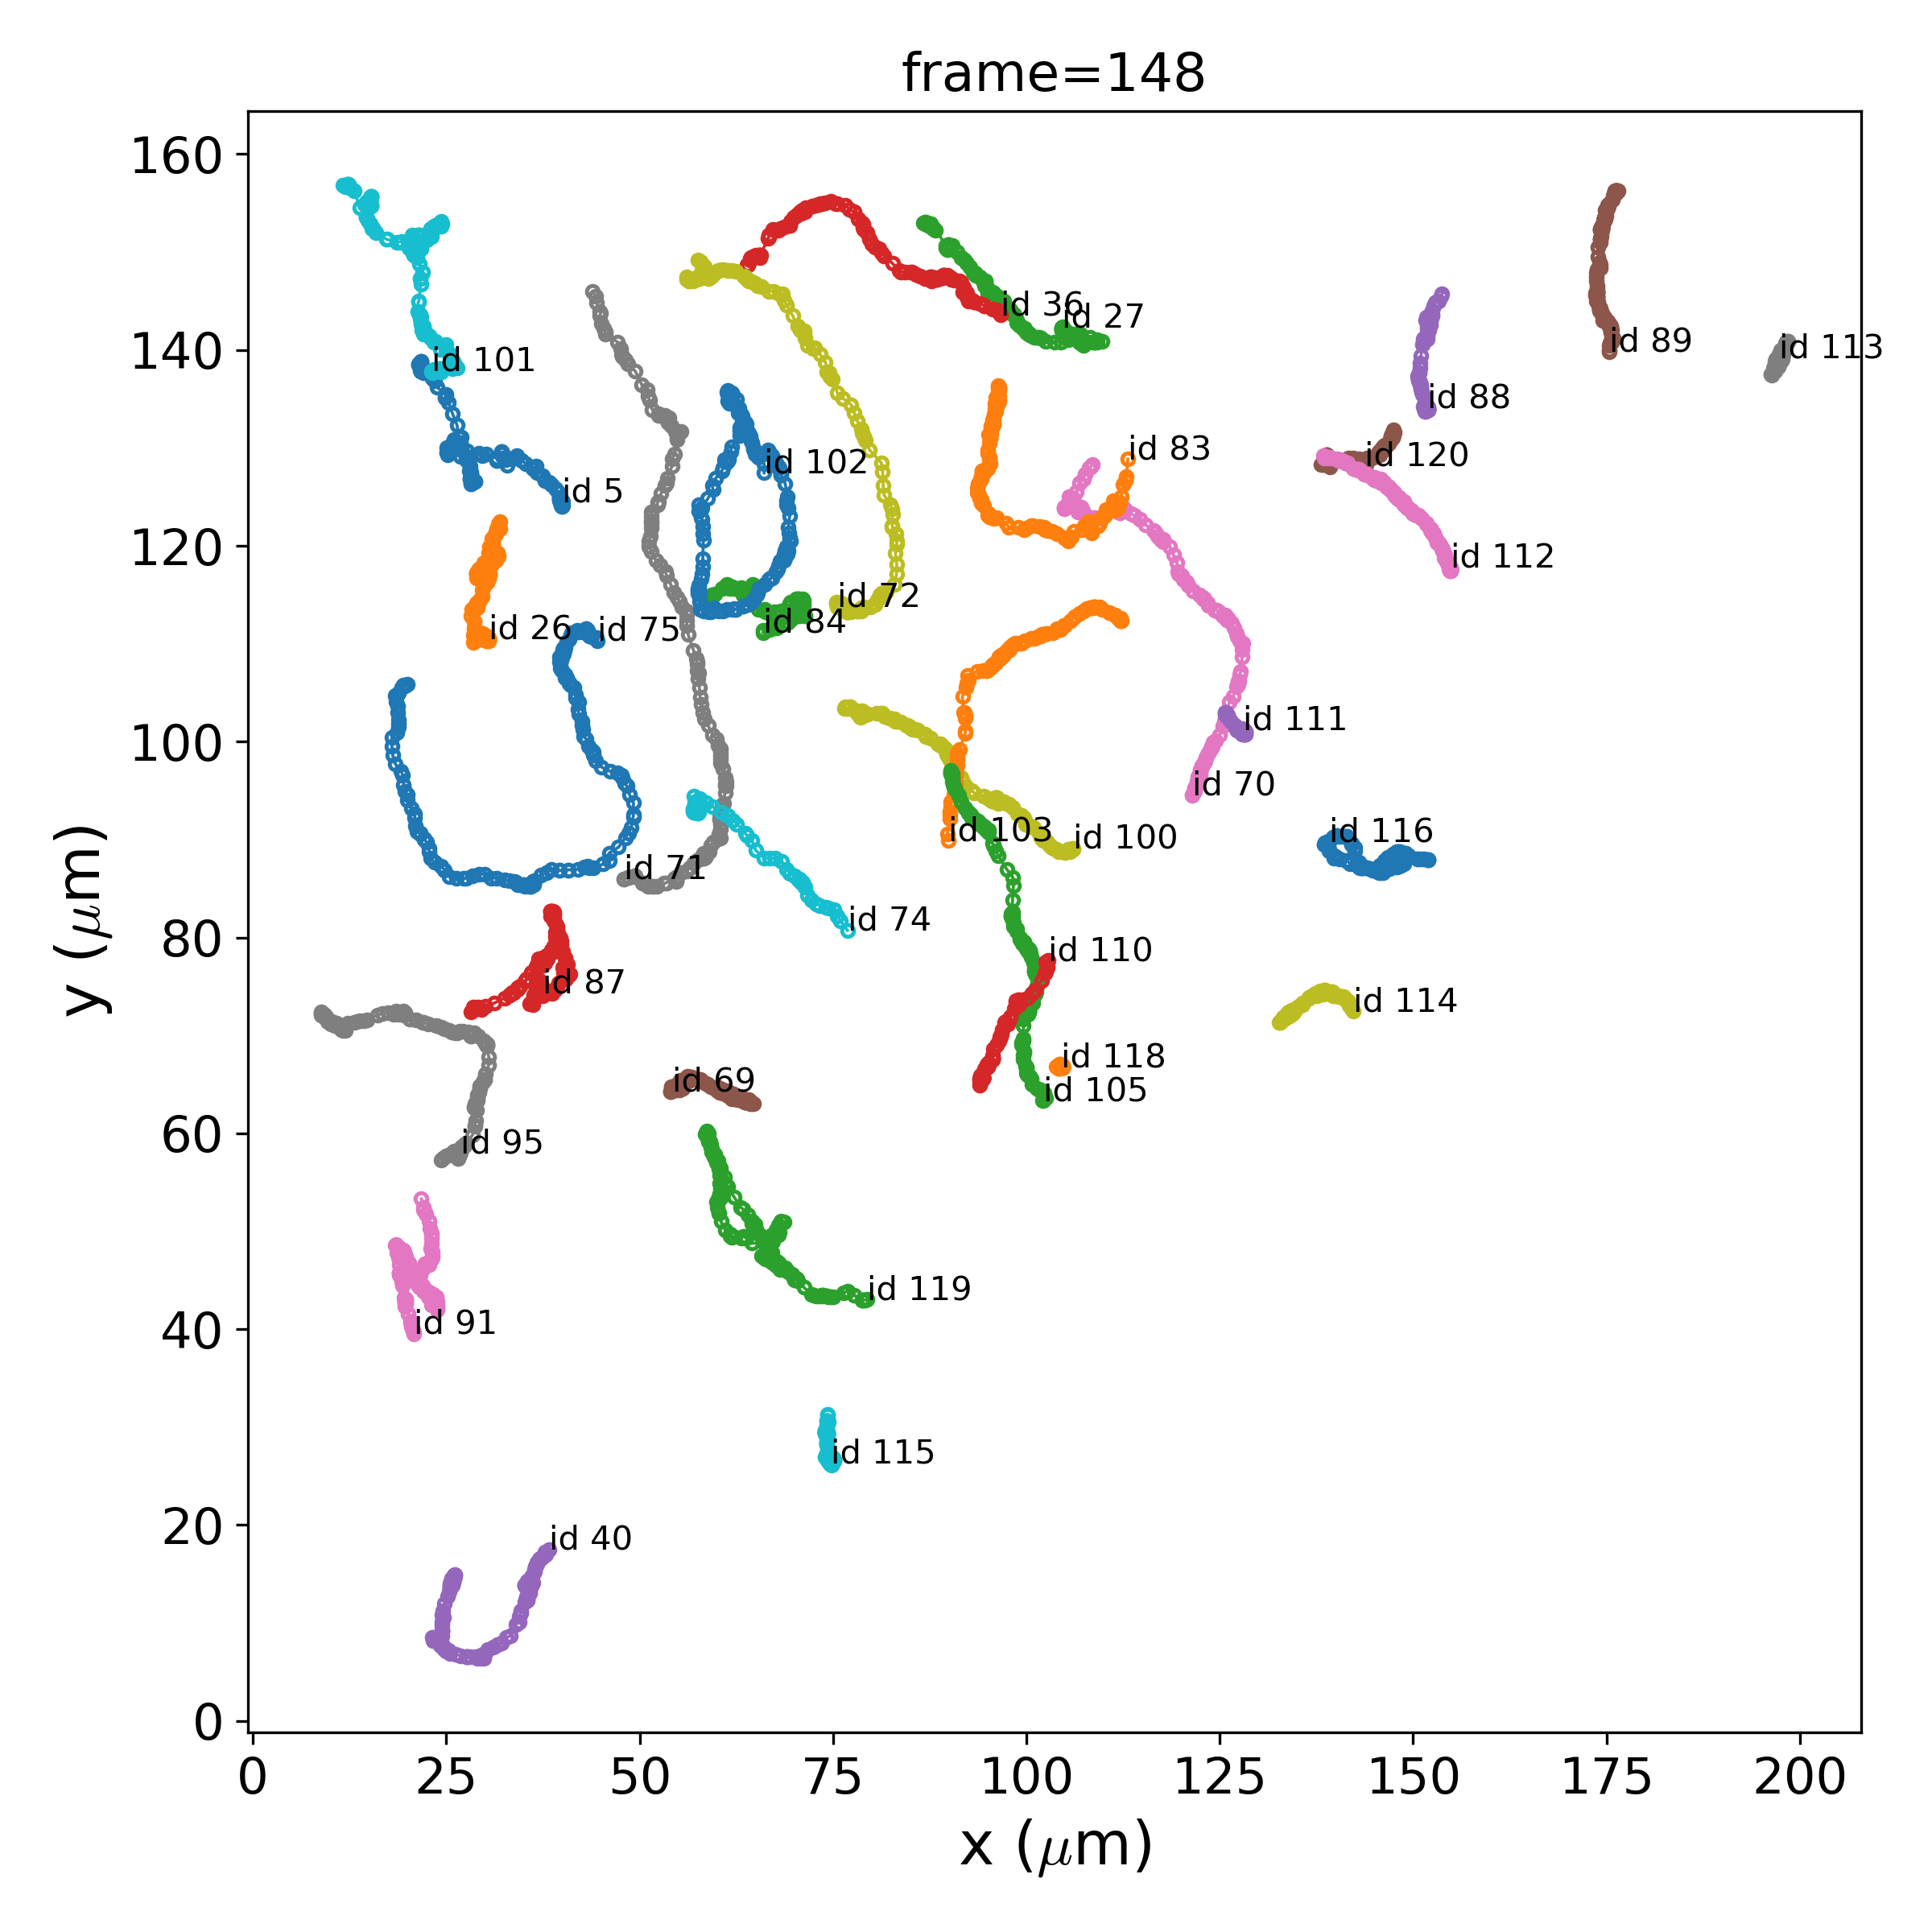 frame=148
160
140
120
100
80
60
40
20
0
0 25 50 75 100 125 150 175 200
x (μm)
y (μm)
id 36
id 27
id 101
id 89
id 113
id 88
id 83
id 120
id 102
id 5
id 112
id 72
id 84
id 26
id 75
id 111
id 70
id 103
id 100
id 116
id 71
id 74
id 110
id 87
id 114
id 118
id 69
id 105
id 95
id 119
id 91
id 115
id 40